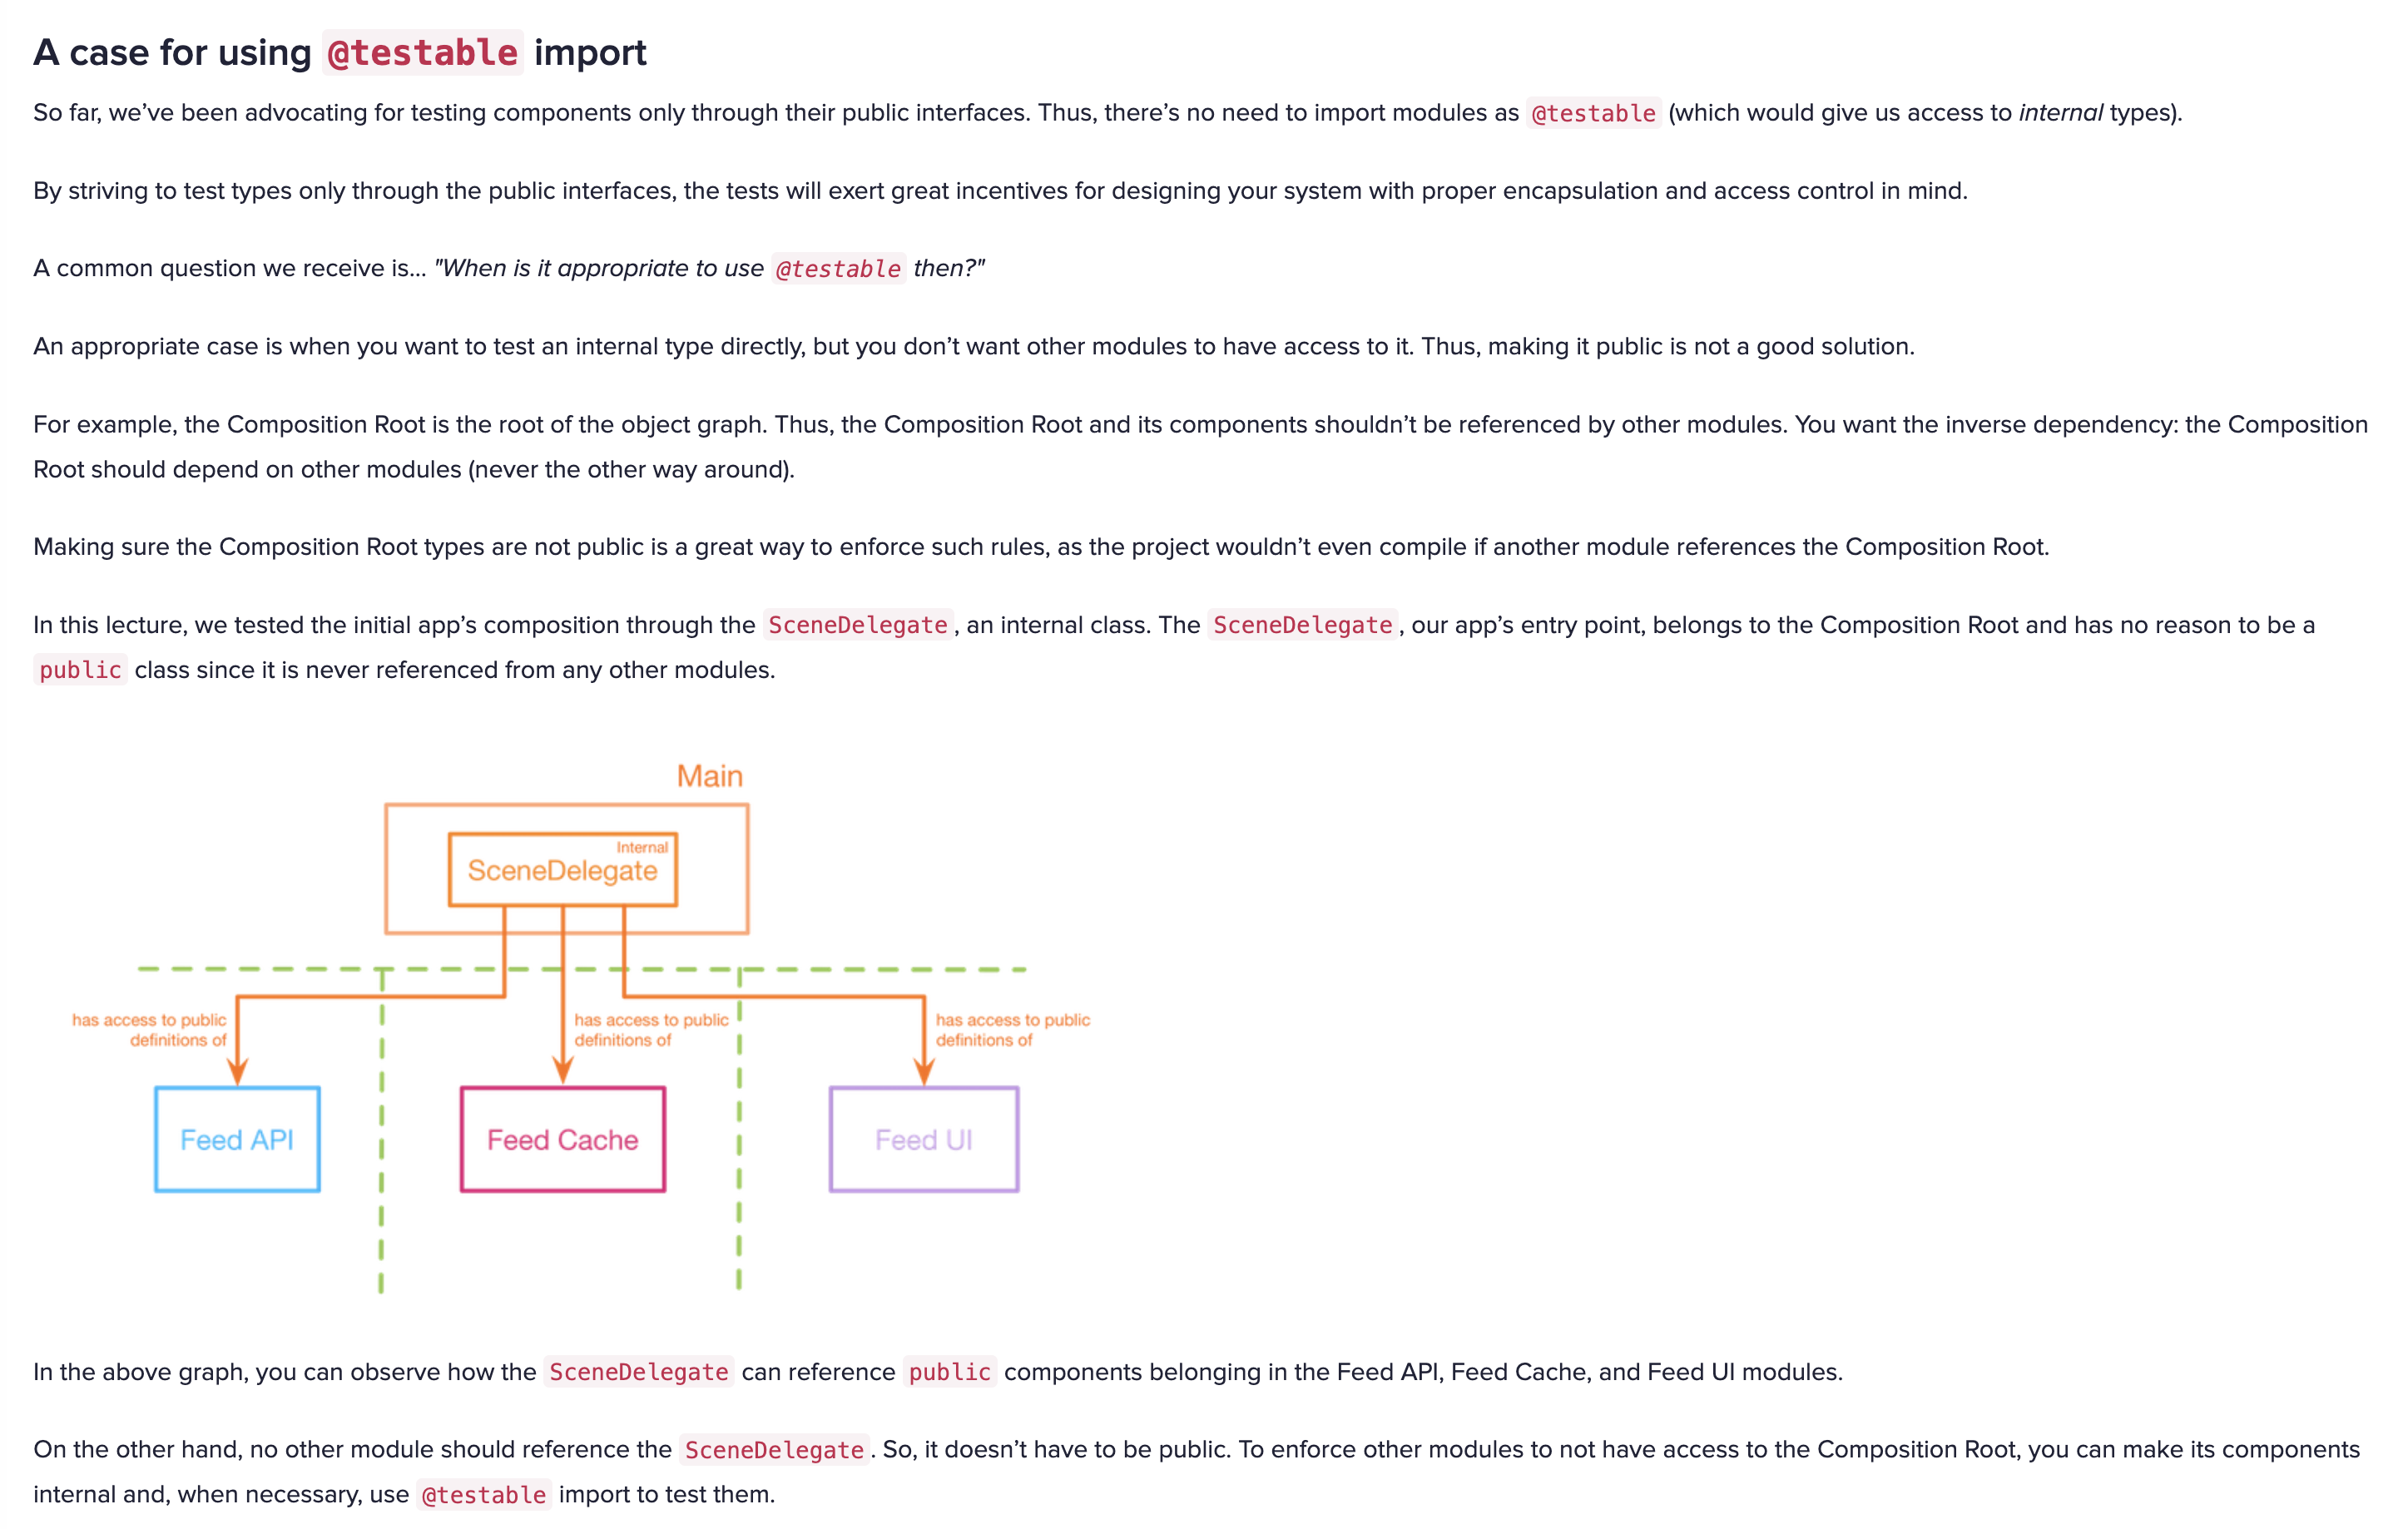 A case for using @testable import
So far, we’ve been advocating for testing components only through their public interfaces. Thus, there’s no need to import modules as @testable (which would give us access to internal types).
By striving to test types only through the public interfaces, the tests will exert great incentives for designing your system with proper encapsulation and access control in mind.
A common question we receive is... "When is it appropriate to use @testable then?"
An appropriate case is when you want to test an internal type directly, but you don’t want other modules to have access to it. Thus, making it public is not a good solution.
For example, the Composition Root is the root of the object graph. Thus, the Composition Root and its components shouldn’t be referenced by other modules. You want the inverse dependency: the Composition
Root should depend on other modules (never the other way around).
Making sure the Composition Root types are not public is a great way to enforce such rules, as the project wouldn’t even compile if another module references the Composition Root.
In this lecture, we tested the initial app’s composition through the SceneDelegate, an internal class. The SceneDelegate, our app’s entry point, belongs to the Composition Root and has no reason to be a
public class since it is never referenced from any other modules.
Main
Internal
SceneDelegate
has access to public
definitions of
has access to public
definitions of
has access to public
definitions of
Feed API
Feed Cache
Feed UI
In the above graph, you can observe how the SceneDelegate can reference public components belonging in the Feed API, Feed Cache, and Feed UI modules.
On the other hand, no other module should reference the SceneDelegate. So, it doesn’t have to be public. To enforce other modules to not have access to the Composition Root, you can make its components
internal and, when necessary, use @testable import to test them.